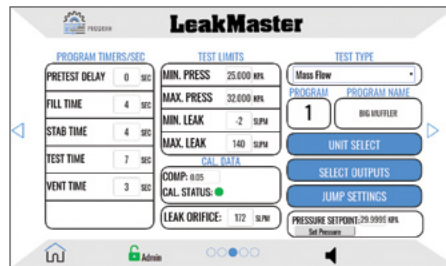 PROGRAM
LeakMaster
PROGRAM TIMERS/SEC
PRETEST DELAY 0 SEC
FILL TIME 4 SEC
STAB TIME 4 SEC
TEST TIME 7 SEC
VENT TIME 3 SEC
TEST LIMITS
MIN. PRESS 25.000 KPA
MAX. PRESS 32.000 KPA
MIN. LEAK -2 SLPM
MAX. LEAK 140 SLPM
CAL. DATA
COMP: 0.05
CAL. STATUS:
LEAK ORIFICE: 172 SLPM
TEST TYPE
Mass Flow
PROGRAM PROGRAM NAME
1 BIG MUFFLER
UNIT SELECT
SELECT OUTPUTS
JUMP SETTINGS
PRESSURE SETPOINT:29.9995 KPA
Set Pressure
Admin